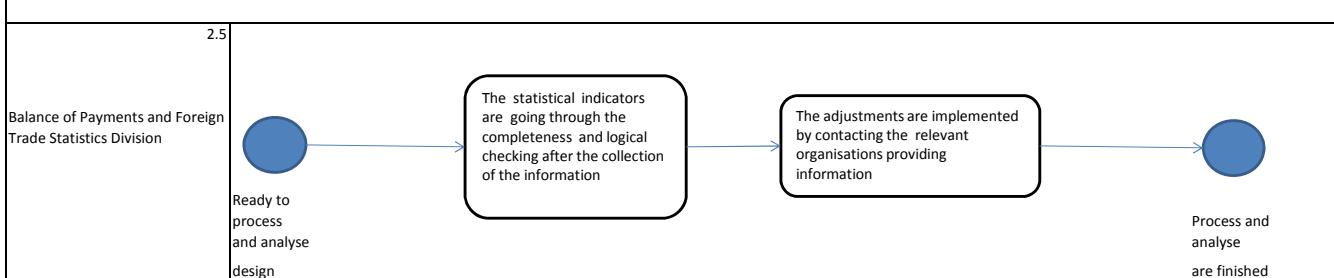 2.5
Balance of Payments and Foreign
Trade Statistics Division
Ready to
process
and analyse
design
The statistical indicators
are going through the
completeness and logical
checking after the collection
of the information
The adjustments are implemented
by contacting the relevant
organisations providing
information
Process and
analyse
are finished